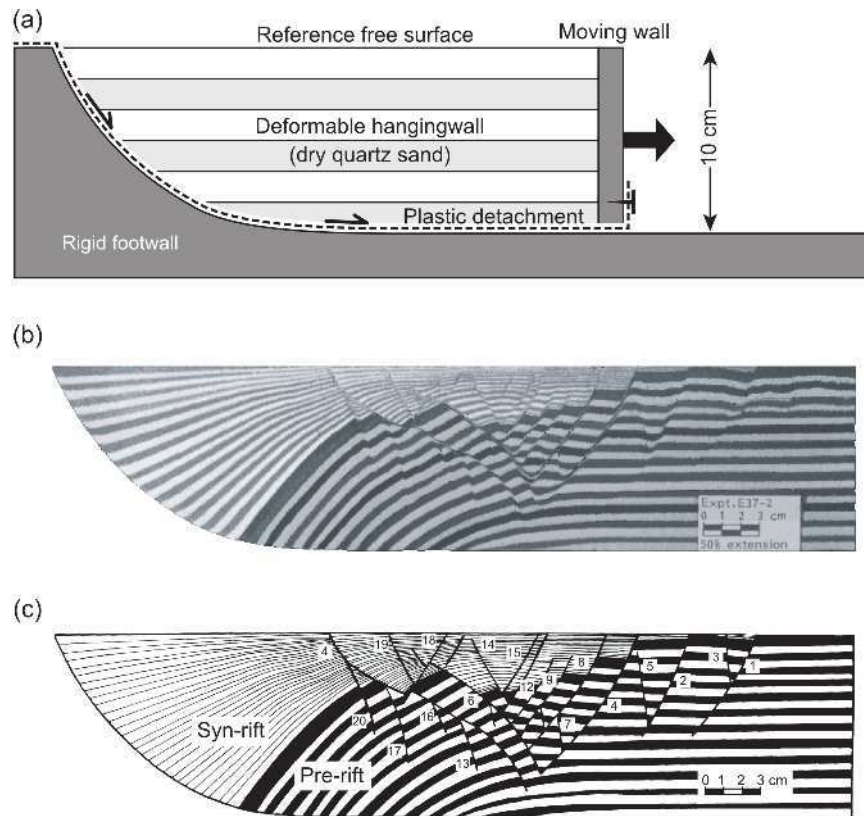 (a)
Reference free surface
Moving wall
Deformable hangingwall
(dry quartz sand)
10 cm
Plastic detachment
Rigid footwall
(b)
Expt.E37-2
0 1 2 3 cm
50% extension
(c)
4
19
18
14
15
8
5
3
1
12
9
2
6
4
20
16
7
17
13
Syn-rift
Pre-rift
0 1 2 3 cm